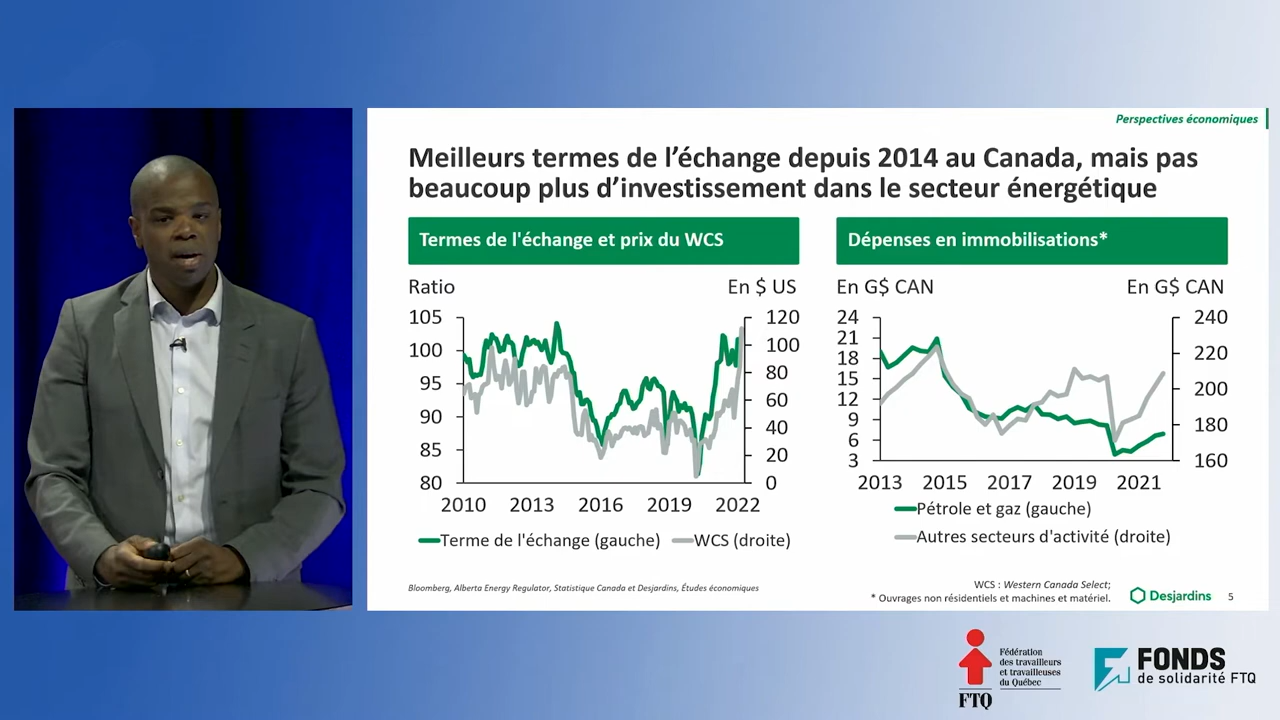 Perspectives économiques
Meilleurs termes de l'échange depuis 2014 au Canada, mais pas
beaucoup plus d'investissement dans le secteur énergétique
Termes de l'échange et prix du WCS
Ratio
En $ US
105
100
95
90
85
80
120
100
80
60
40
20
0
2010 2013 2016 2019 2022
Terme de l'échange (gauche) WCS (droite)
Dépenses en immobilisations*
En G$ CAN
En G$ CAN
24
21
18
15
12
9
6
3
240
220
200
180
160
2013 2015 2017 2019 2021
Pétrole et gaz (gauche)
Autres secteurs d'activité (droite)
Bloomberg, Alberta Energy Regulator, Statistique Canada et Desjardins, Études économiques
WCS : Western Canada Select;
* Ouvrages non résidentiels et machines et matériel.
Desjardins
5
FTQ
Fédération
des travailleurs
et travailleuses
du Québec
FONDS
de solidarité FTQ